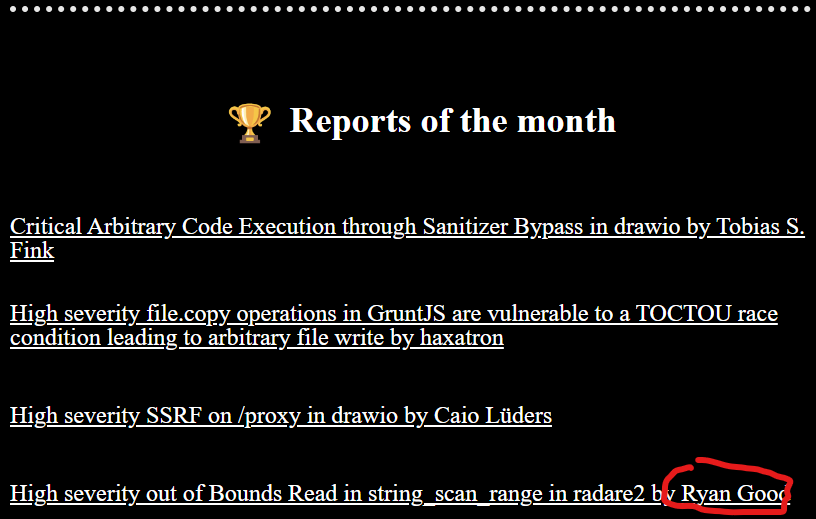 Reports of the month
Critical Arbitrary Code Execution through Sanitizer Bypass in drawio by Tobias S.
Fink
High severity file.copy operations in GruntJS are vulnerable to a TOCTOU race
condition leading to arbitrary file write by haxatron
High severity SSRF on /proxy in drawio by Caio Lüders
High severity out of Bounds Read in string_scan_range in radare2 by Ryan Good